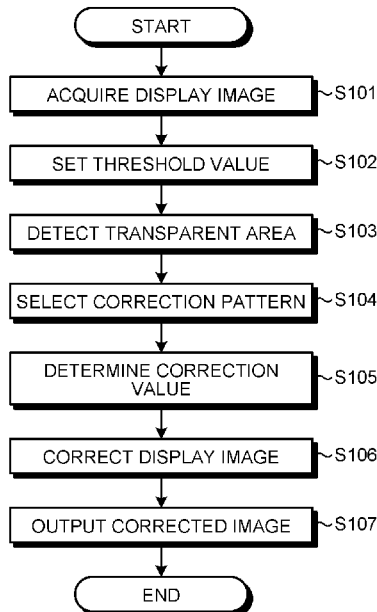 START
ACQUIRE DISPLAY IMAGE
S101
SET THRESHOLD VALUE
S102
DETECT TRANSPARENT AREA
S103
SELECT CORRECTION PATTERN
S104
DETERMINE CORRECTION
VALUE
S105
CORRECT DISPLAY IMAGE
S106
OUTPUT CORRECTED IMAGE
S107
END